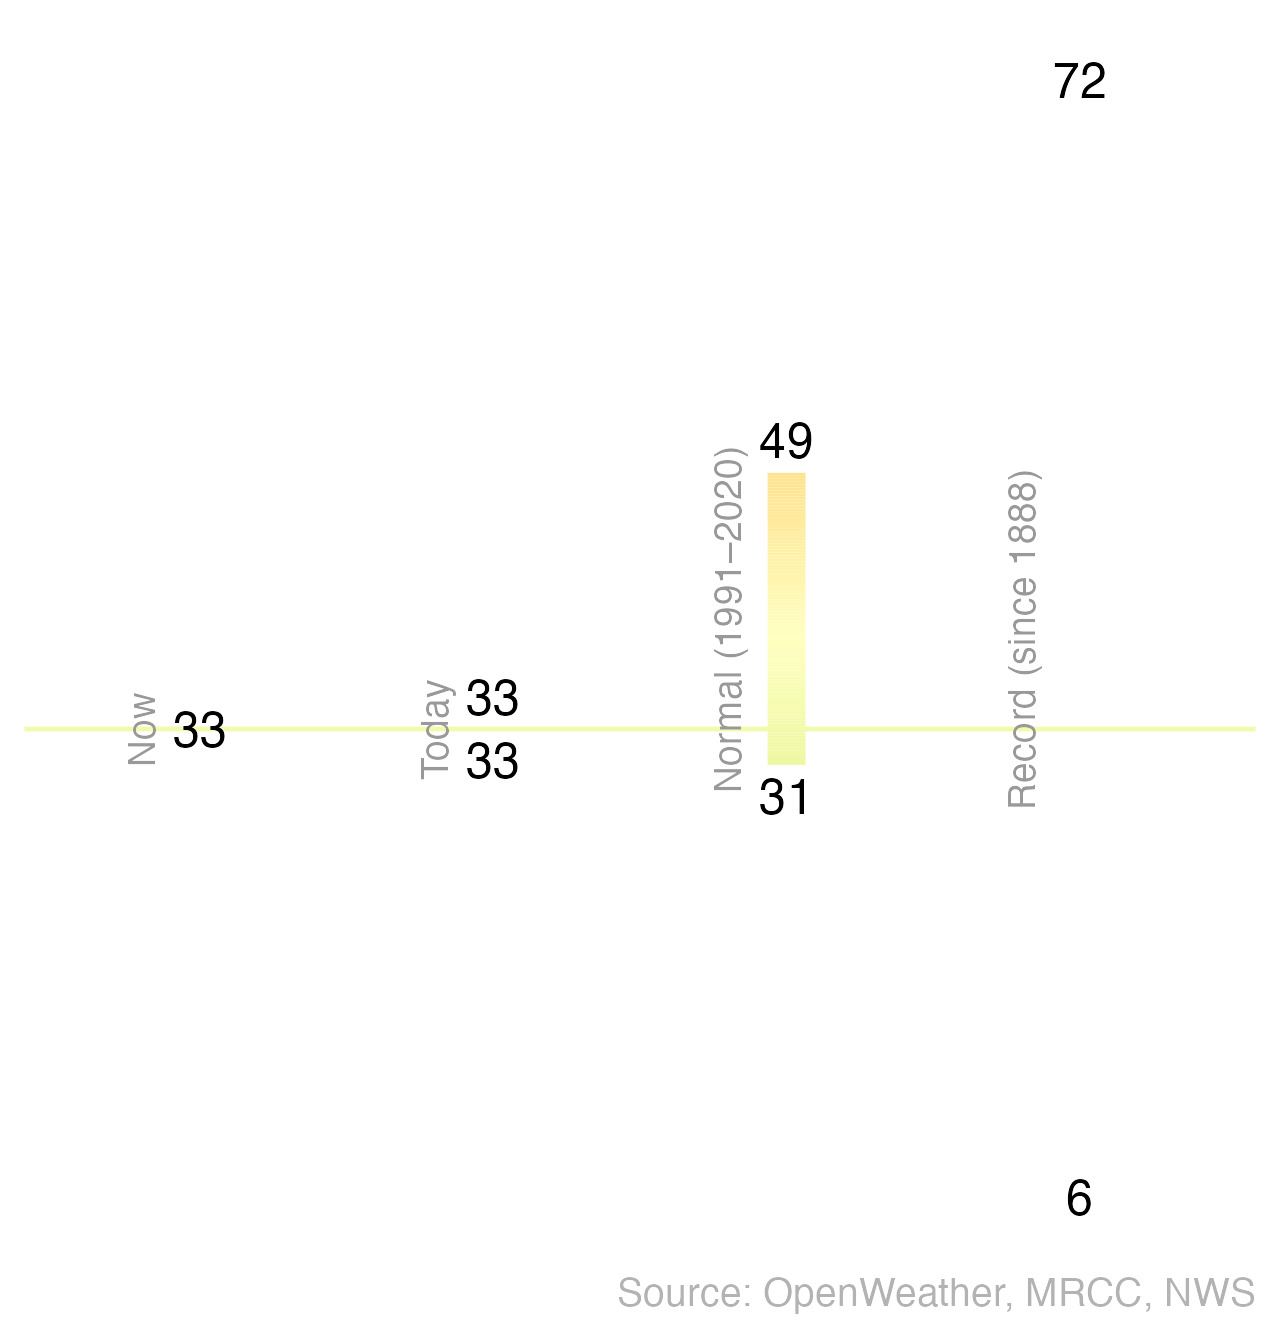 72
49
Normal (1991–2020)
Record (since 1888)
Now
33
Today
33
33
31
6
Source: OpenWeather, MRCC, NWS